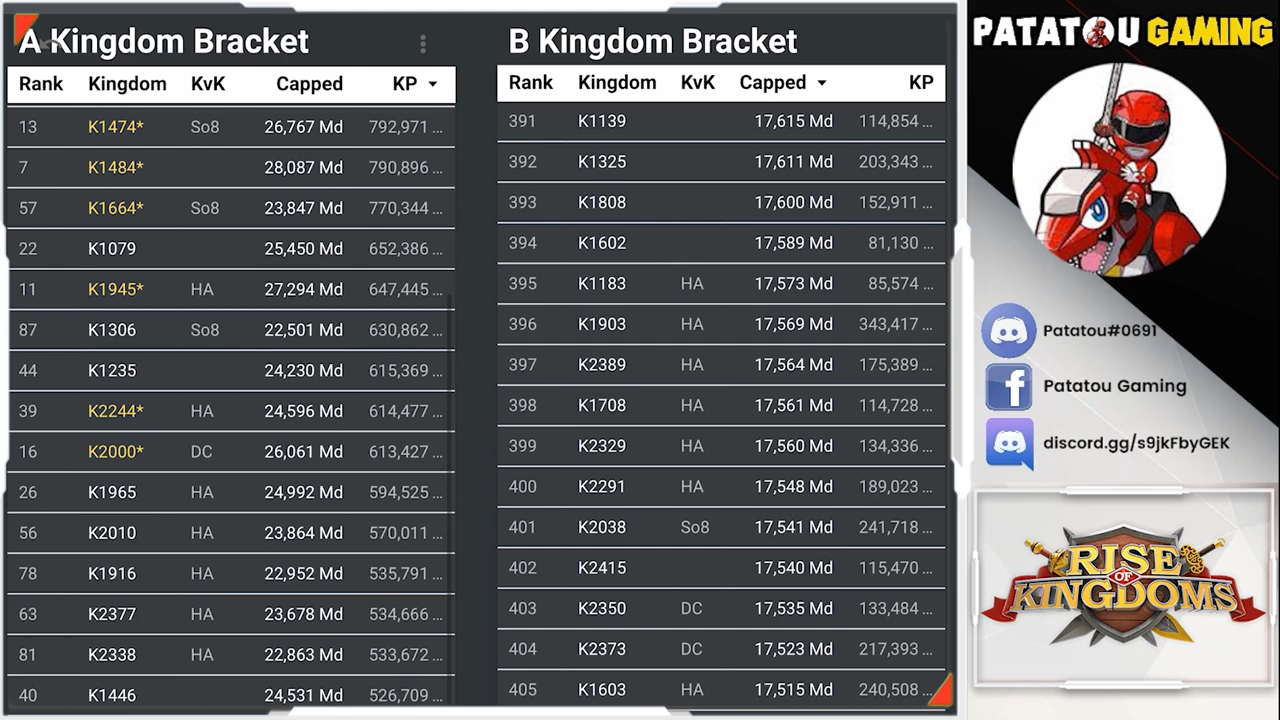 A Kingdom Bracket
Rank Kingdom KvK Capped KP
13 K1474* So8 26,767 Md 792,971 ...
7 K1484* 28,087 Md 790,896 ...
57 K1664* So8 23,847 Md 770,344 ...
22 K1079 25,450 Md 652,386 ...
11 K1945* HA 27,294 Md 647,445 ...
87 K1306 So8 22,501 Md 630,862 ...
44 K1235 24,230 Md 615,369 ...
39 K2244* HA 24,596 Md 614,477 ...
16 K2000* DC 26,061 Md 613,427 ...
26 K1965 HA 24,992 Md 594,525 ...
56 K2010 HA 23,864 Md 570,011 ...
78 K1916 HA 22,952 Md 535,791 ...
63 K2377 HA 23,678 Md 534,666 ...
81 K2338 HA 22,863 Md 533,672 ...
40 K1446 24,531 Md 526,709 ...
B Kingdom Bracket
Rank Kingdom KvK Capped KP
391 K1139 17,615 Md 114,854 ...
392 K1325 17,611 Md 203,343 ...
393 K1808 17,600 Md 152,911 ...
394 K1602 17,589 Md 81,130 ...
395 K1183 HA 17,573 Md 85,574 ...
396 K1903 HA 17,569 Md 343,417 ...
397 K2389 HA 17,564 Md 175,389 ...
398 K1708 HA 17,561 Md 114,728 ...
399 K2329 HA 17,560 Md 134,336 ...
400 K2291 HA 17,548 Md 189,023 ...
401 K2038 So8 17,541 Md 241,718 ...
402 K2415 17,540 Md 115,470 ...
403 K2350 DC 17,535 Md 133,484 ...
404 K2373 DC 17,523 Md 217,393 ...
405 K1603 HA 17,515 Md 240,508 ...
PATATOU GAMING
Patatou#0691
Patatou Gaming
discord.gg/s9jkFbyGEK
RISE
OF
KINGDOMS